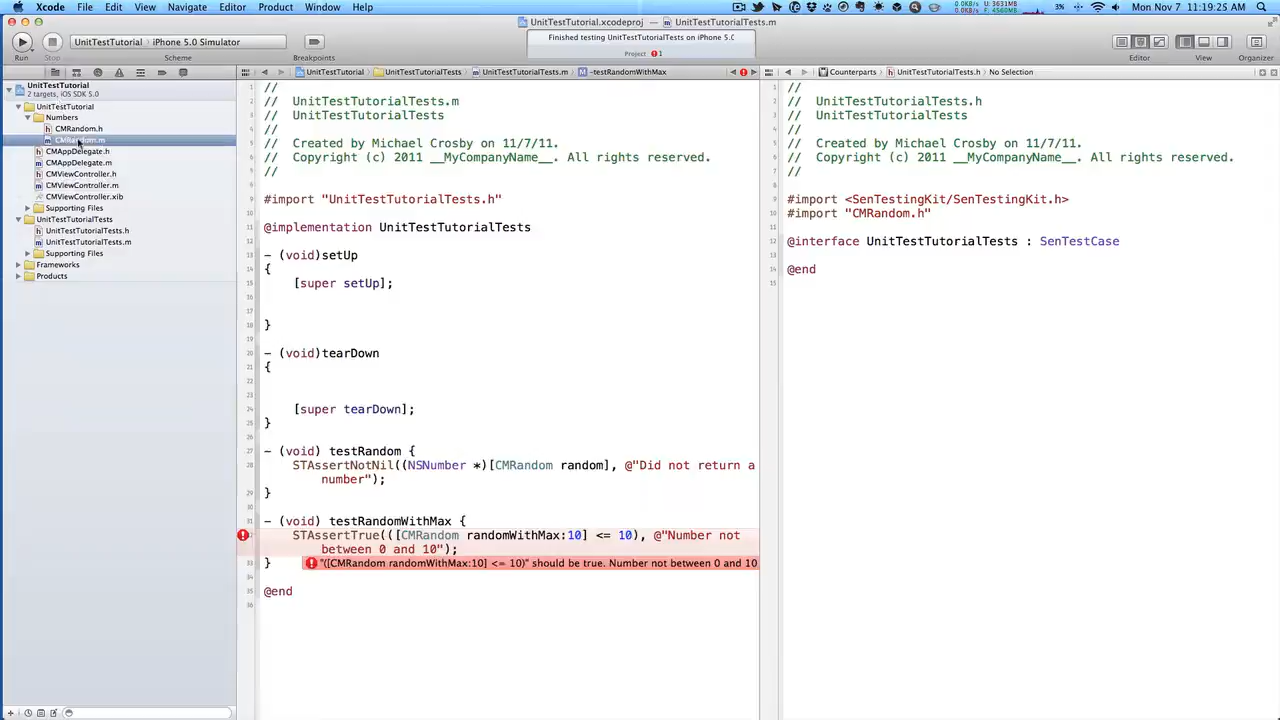 Xcode File Edit View Navigate Editor Product Window Help
0.0KB/s U: 3631MB
0.0KB/s F: 4560MB 3% Mon Nov 7 11:19:25 AM
UnitTestTutorial.xcodeproj — UnitTestTutorialTests.m
UnitTestTutorial iPhone 5.0 Simulator
Finished testing UnitTestTutorialTests on iPhone 5.0
Project 1
Run Stop Scheme Breakpoints Editor View Organizer
UnitTestTutorial UnitTestTutorialTests UnitTestTutorialTests.m -testRandomWithMax
Counterparts UnitTestTutorialTests.h No Selection
UnitTestTutorial
2 targets, iOS SDK 5.0
UnitTestTutorial
Numbers
CMRandom.h
CMRandom.m
CMAppDelegate.h
CMAppDelegate.m
CMViewController.h
CMViewController.m
CMViewController.xib
Supporting Files
UnitTestTutorialTests
UnitTestTutorialTests.h
UnitTestTutorialTests.m
Supporting Files
Frameworks
Products
//
// UnitTestTutorialTests.m
// UnitTestTutorialTests
//
// Created by Michael Crosby on 11/7/11.
// Copyright (c) 2011 __MyCompanyName__. All rights reserved.
//
#import "UnitTestTutorialTests.h"
@implementation UnitTestTutorialTests
- (void)setUp
{
[super setUp];
}
- (void)tearDown
{
[super tearDown];
}
- (void) testRandom {
STAssertNotNil((NSNumber *)[CMRandom random], @"Did not return a
number");
}
- (void) testRandomWithMax {
STAssertTrue(([CMRandom randomWithMax:10] <= 10), @"Number not
between 0 and 10");
}
"([CMRandom randomWithMax:10] <= 10)" should be true. Number not between 0 and 10
@end
//
// UnitTestTutorialTests.h
// UnitTestTutorialTests
//
// Created by Michael Crosby on 11/7/11.
// Copyright (c) 2011 __MyCompanyName__. All rights reserved.
//
#import <SenTestingKit/SenTestingKit.h>
#import "CMRandom.h"
@interface UnitTestTutorialTests : SenTestCase
@end